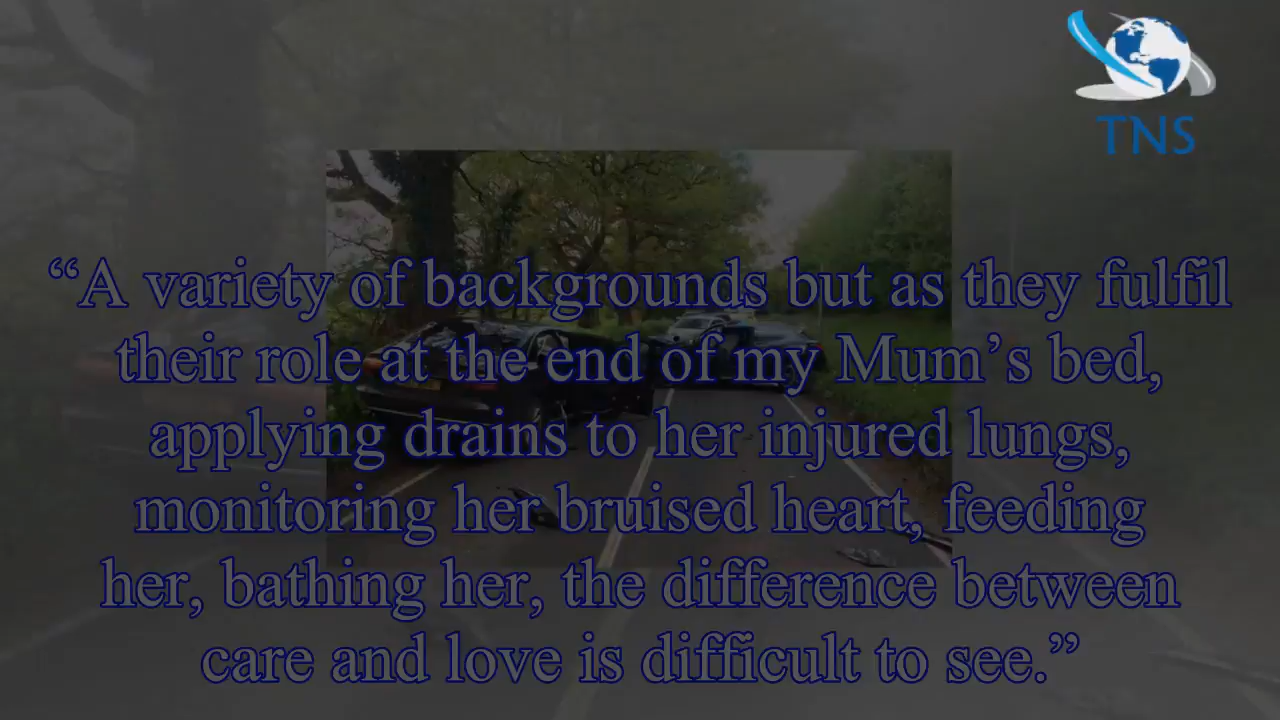 TNS
“A variety of backgrounds but as they fulfil
their role at the end of my Mum’s bed,
applying drains to her injured lungs,
monitoring her bruised heart, feeding
her, bathing her, the difference between
care and love is difficult to see.”